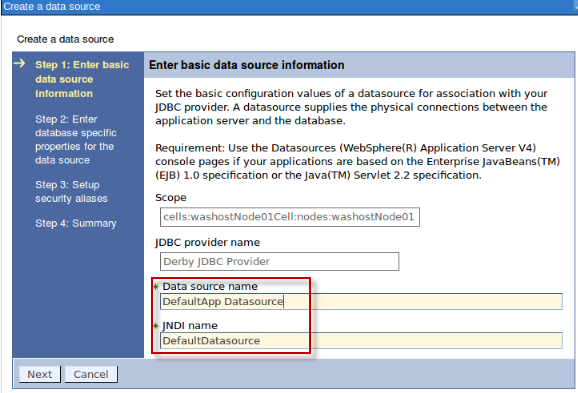 Create a data source
Create a data source
Step 1: Enter basic
data source
information
Step 2: Enter
database specific
properties for the
data source
Step 3: Setup
security aliases
Step 4: Summary
Enter basic data source information
Set the basic configuration values of a datasource for association with your
JDBC provider. A datasource supplies the physical connections between the
application server and the database.
Requirement: Use the Datasources (WebSphere(R) Application Server V4)
console pages if your applications are based on the Enterprise JavaBeans(TM)
(EJB) 1.0 specification or the Java(TM) Servlet 2.2 specification.
Scope
cells:washostNode01Cell:nodes:washostNode01
JDBC provider name
Derby JDBC Provider
* Data source name
DefaultApp Datasource
* JNDI name
DefaultDatasource
Next Cancel